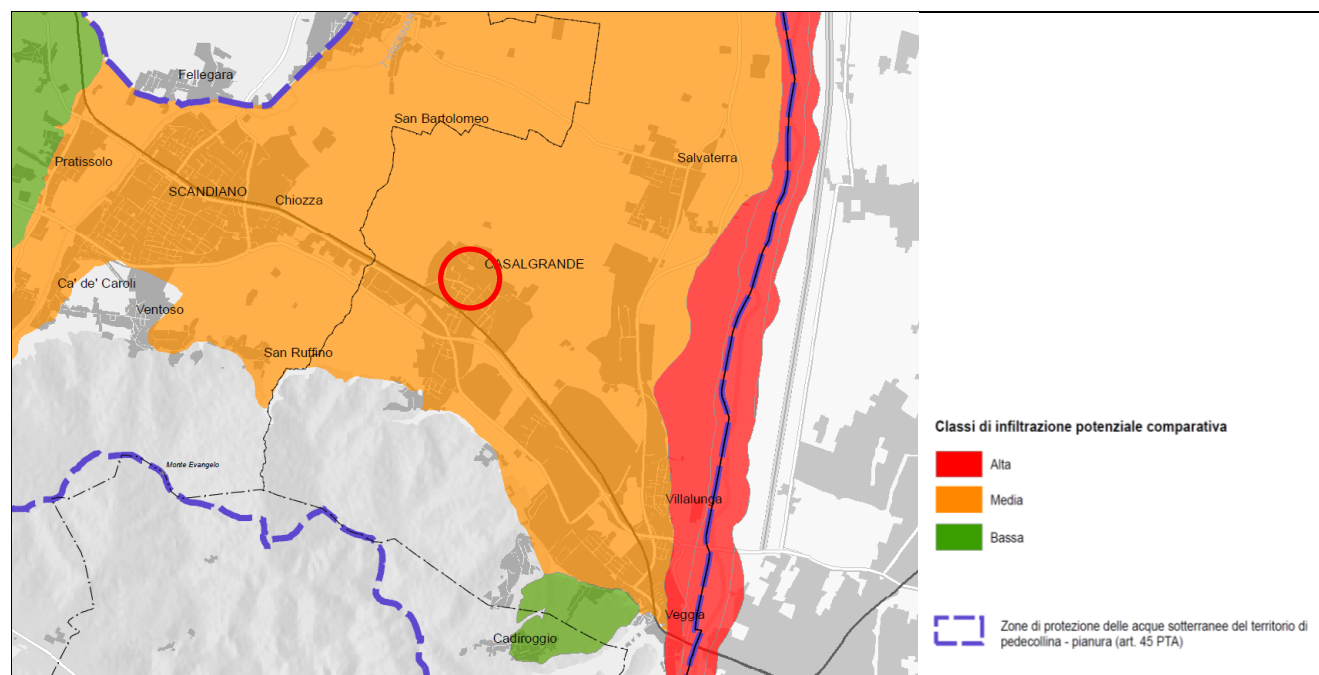 Fellegara
San Bartolomeo
Pratissolo
Salvaterra
SCANDIANO
Chiozza
CASALGRANDE
Ca' de' Caroli
Ventoso
San Ruffino
Monte Evangelo
Villalunga
Veggia
Cadiroggio
Classi di infiltrazione potenziale comparativa
Alta
Media
Bassa
Zone di protezione delle acque sotterranee del territorio di
pedecollina - pianura (art. 45 PTA)